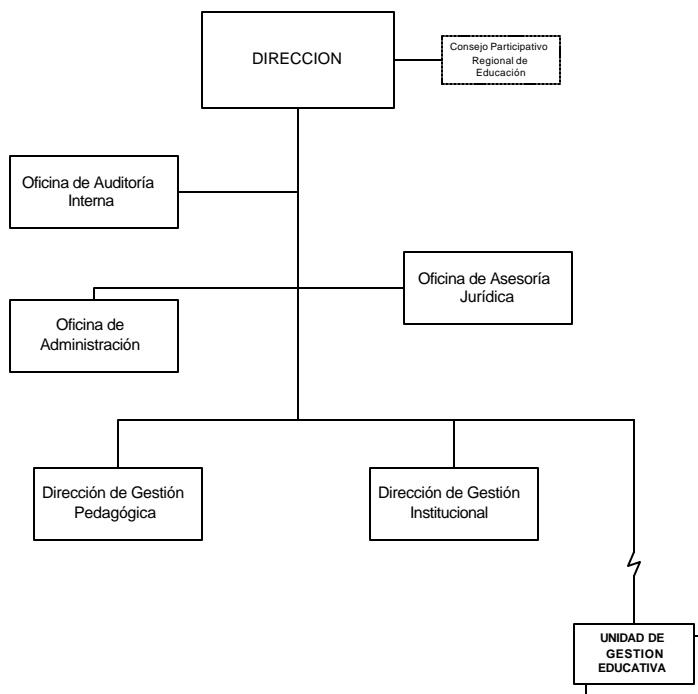 DIRECCION
Consejo Participativo
Regional de
Educación
Oficina de Auditoría
Interna
Oficina de Asesoría
Jurídica
Oficina de
Administración
Dirección de Gestión
Pedagógica
Dirección de Gestión
Institucional
UNIDAD DE
GESTION
EDUCATIVA